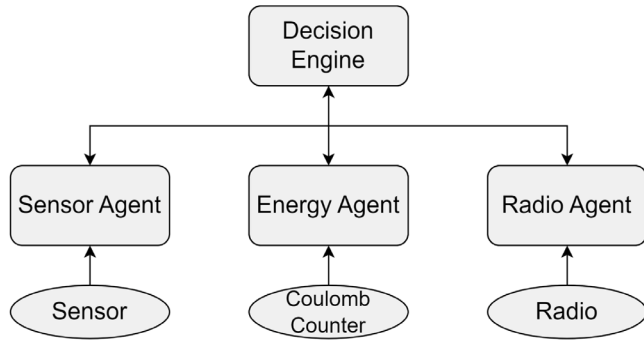 Decision
Engine
Sensor Agent
Energy Agent
Radio Agent
Sensor
Coulomb
Counter
Radio